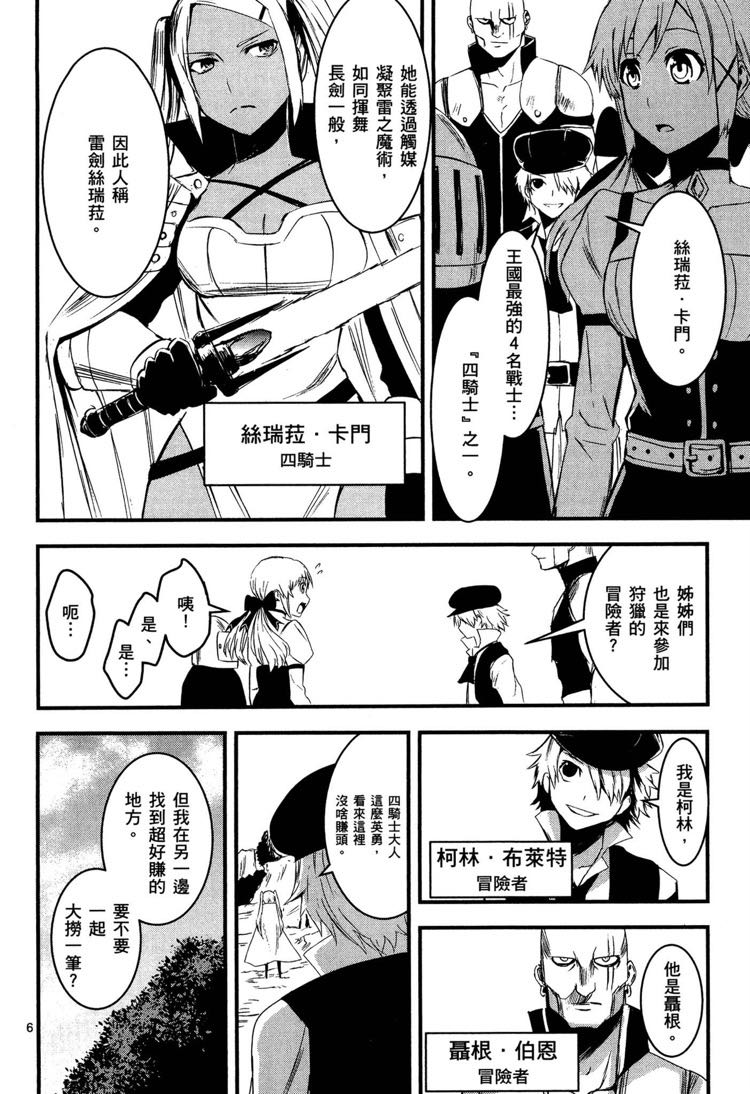 絲瑞菈·卡門。
王國最強的4名戰士…
『四騎士』之一。
她能透過觸媒
凝聚雷之魔術，
如同揮舞
長劍一般，
因此人稱
雷劍絲瑞菈。
絲瑞菈·卡門
四騎士
姊姊們
也是來參加
狩獵的
冒險者？
咦！
是、
是…
呃…
我是柯林，
柯林·布萊特
冒險者
他是聶根。
聶根·伯恩
冒險者
四騎士大人
這麼英勇，
看來這裡
沒啥賺頭。
但我在另一邊
找到超好賺的
地方。
要不要
一起
大撈一筆？
6